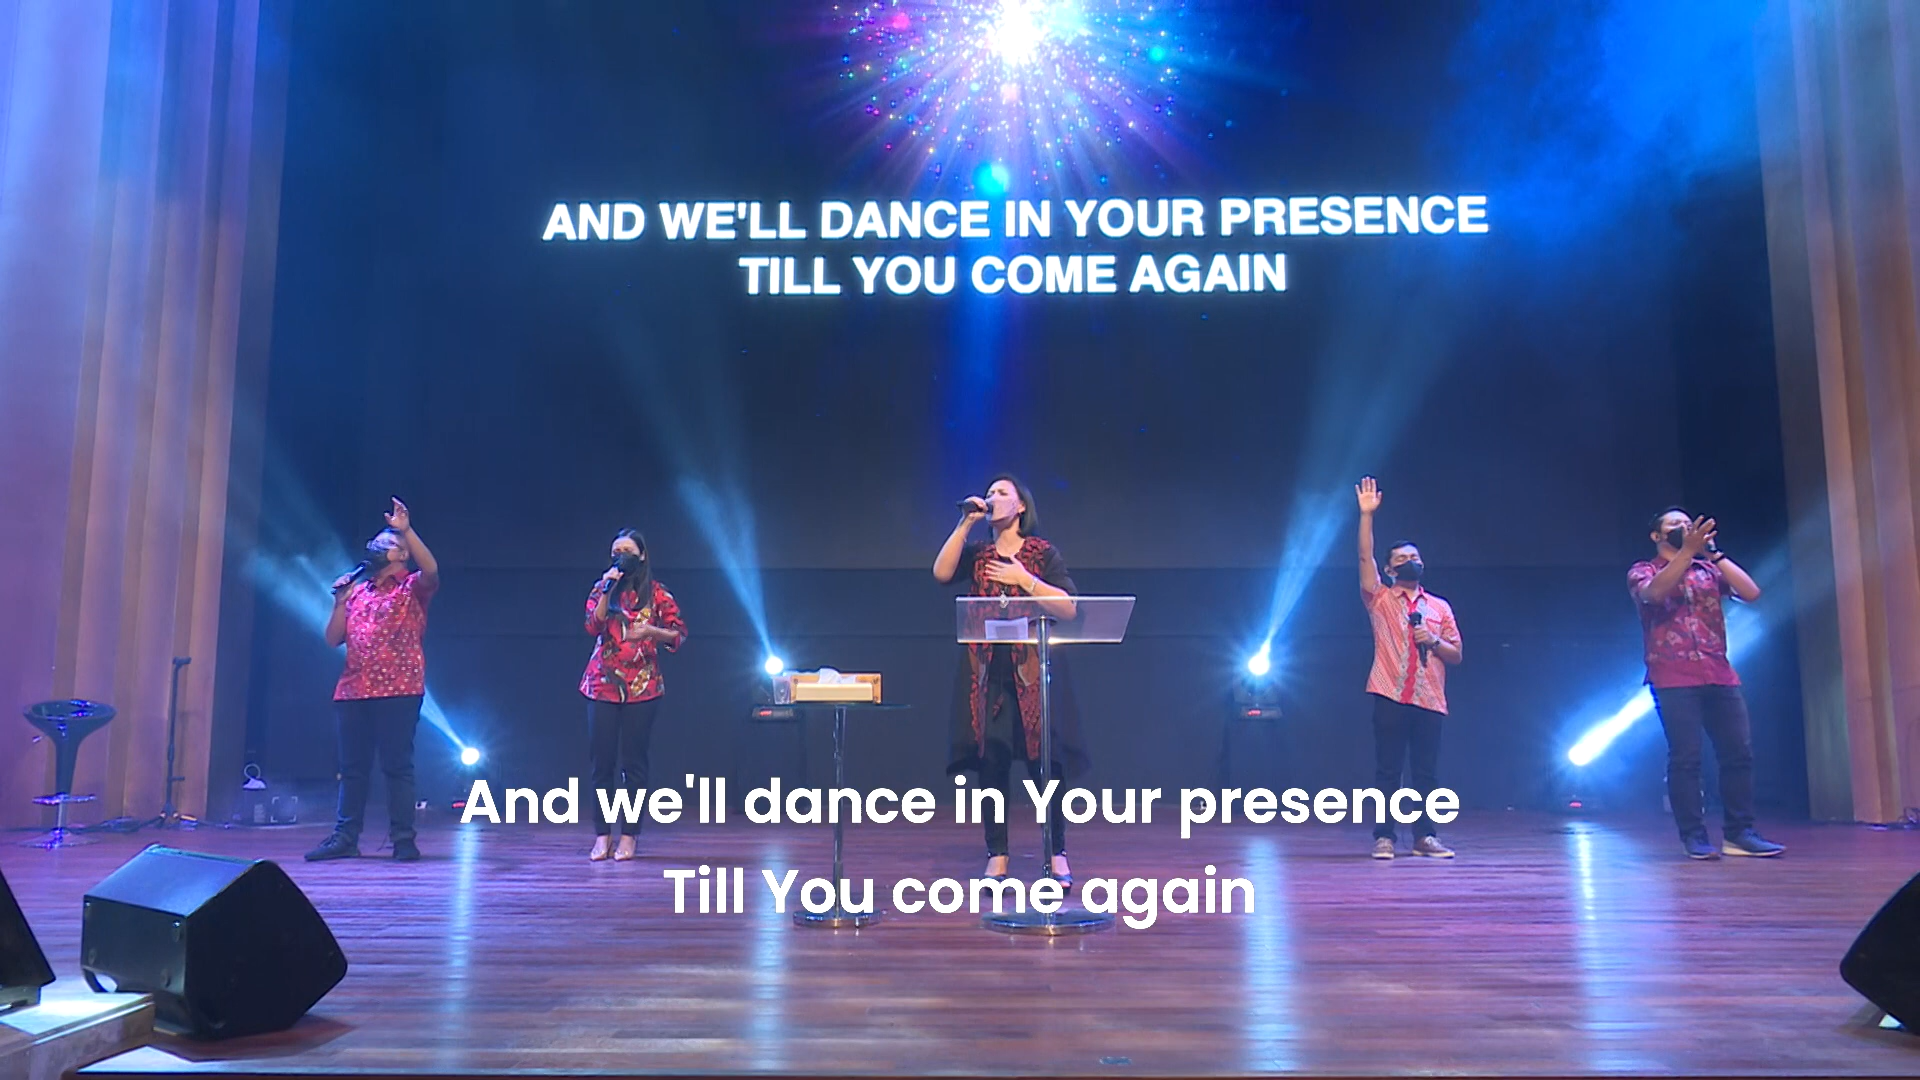 AND WE'LL DANCE IN YOUR PRESENCE
TILL YOU COME AGAIN
And we'll dance in Your presence
Till You come again